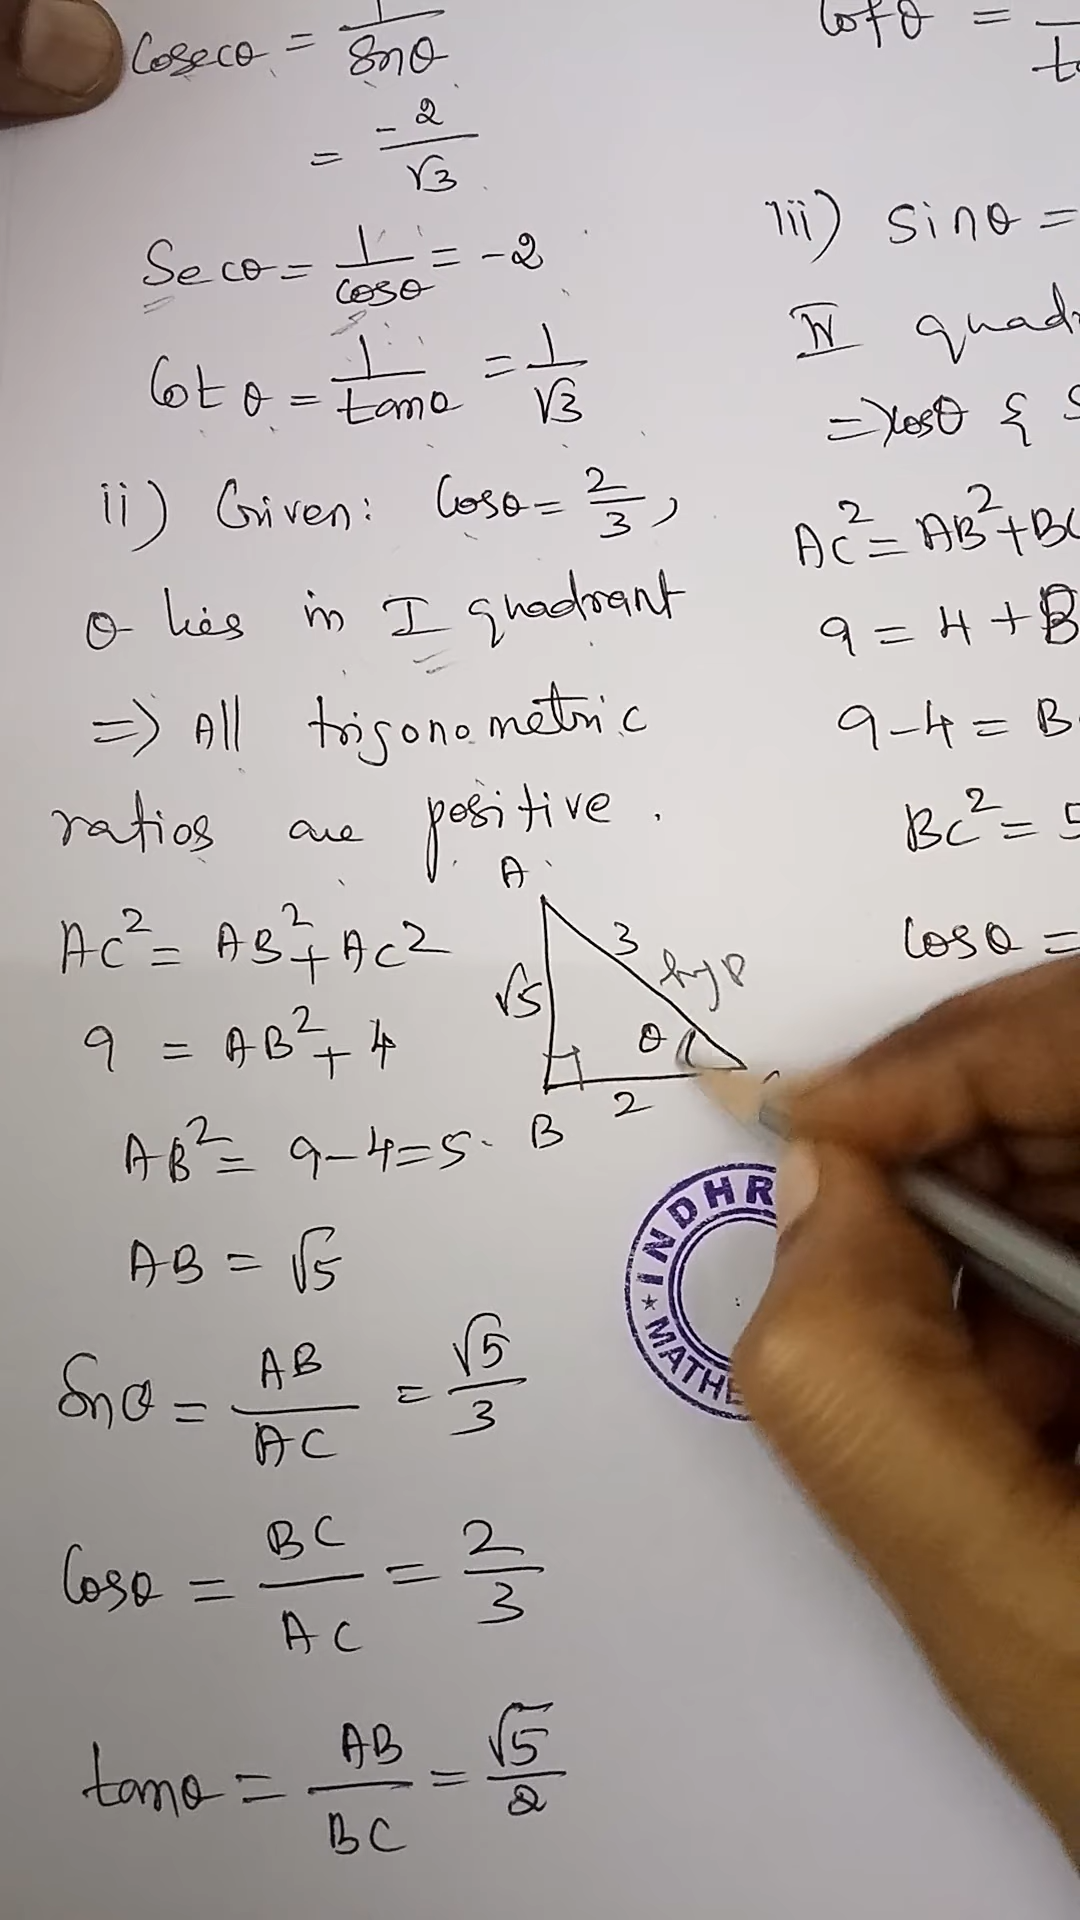 Cosecθ = 1/Sinθ
= -2/√3
Secθ = 1/cosθ = -2
Cot θ = 1/tanθ = 1/√3
ii) Given: Cosθ = 2/3,
θ lies in I quadrant
=> All trigonometric
ratios are positive.
AC² = AB² + AC²
9 = AB² + 4
AB² = 9-4=5.
AB = √5
Sinθ = AB/AC = √5/3
Cosθ = BC/AC = 2/3
tanθ = AB/BC = √5/2
A
3
hyp
√5
θ
2
B
INDHR
★ MATHE
Cot θ =
iii) Sinθ =
IV quad
=> cosθ &
AC² = AB² + BC
9 = 4 + B
9-4 = B
BC² = 5
Cosθ =